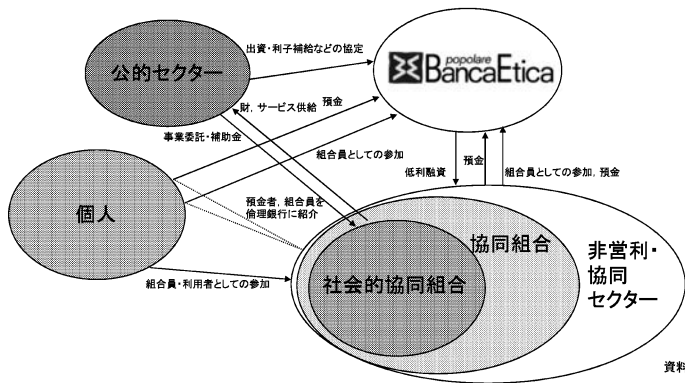 公的セクター
出資・利子補給などの協定
popolare
BancaEtica
財，サービス供給
預金
事業委託・補助金
組合員としての参加
低利融資
預金
組合員としての参加，預金
個人
預金者，組合員を
倫理銀行に紹介
組合員・利用者としての参加
協同組合
社会的協同組合
非営利・
協同
セクター
資料